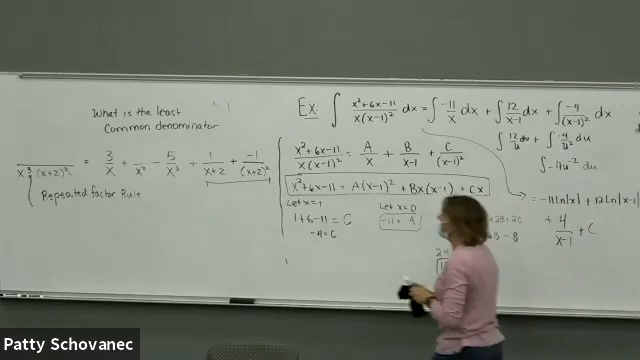 What is the least
Common denominator
x³(x+2)² = 3/x + 1/x² - 5/x³ + 1/(x+2) + -1/(x+2)²
Repeated factor Rule
Ex: ∫ (x²+6x-11)/(x(x-1)²) dx = ∫ -11/x dx + ∫ 12/(x-1) dx + ∫ -4/(x-1)² dx
∫ 12/u du + ∫ -4/u² du
∫ -4u⁻² du
= -11 ln|x| + 12 ln|x-1|
+ 4/(x-1) + C
(x²+6x-11)/(x(x-1)²) = A/x + B/(x-1) + C/(x-1)²
x²+6x-11 = A(x-1)² + Bx(x-1) + Cx
Let x=1
1+6-11 = C
-4 = C
Let x=0
-11 = A
Patty Schovanec